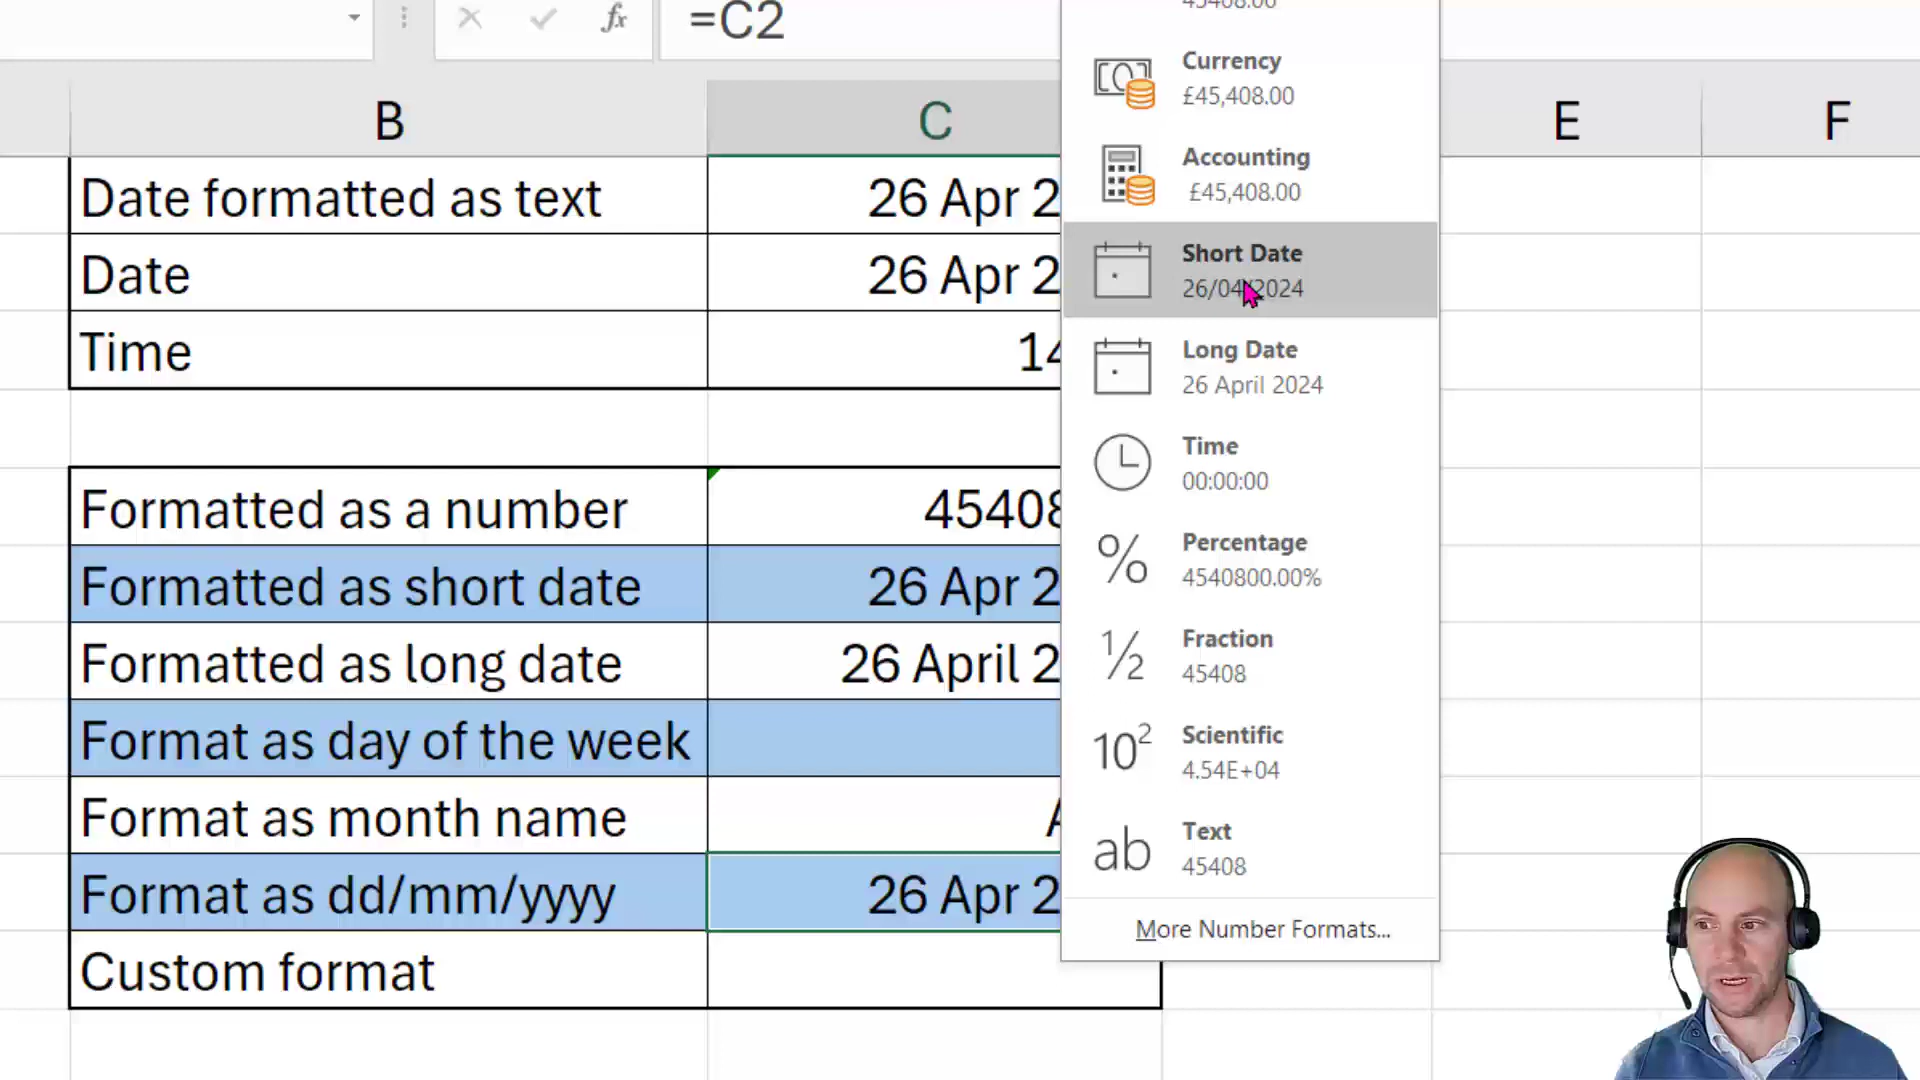 =C2
45408.00
Currency
£45,408.00
Accounting
£45,408.00
Short Date
26/04/2024
Long Date
26 April 2024
Time
00:00:00
Percentage
4540800.00%
Fraction
45408
Scientific
4.54E+04
Text
45408
More Number Formats...
B
C
E
F
Date formatted as text
26 Apr 2
Date
26 Apr 2
Time
14
Formatted as a number
45408
Formatted as short date
26 Apr 2
Formatted as long date
26 April 2
Format as day of the week
Format as month name
A
Format as dd/mm/yyyy
26 Apr 2
Custom format